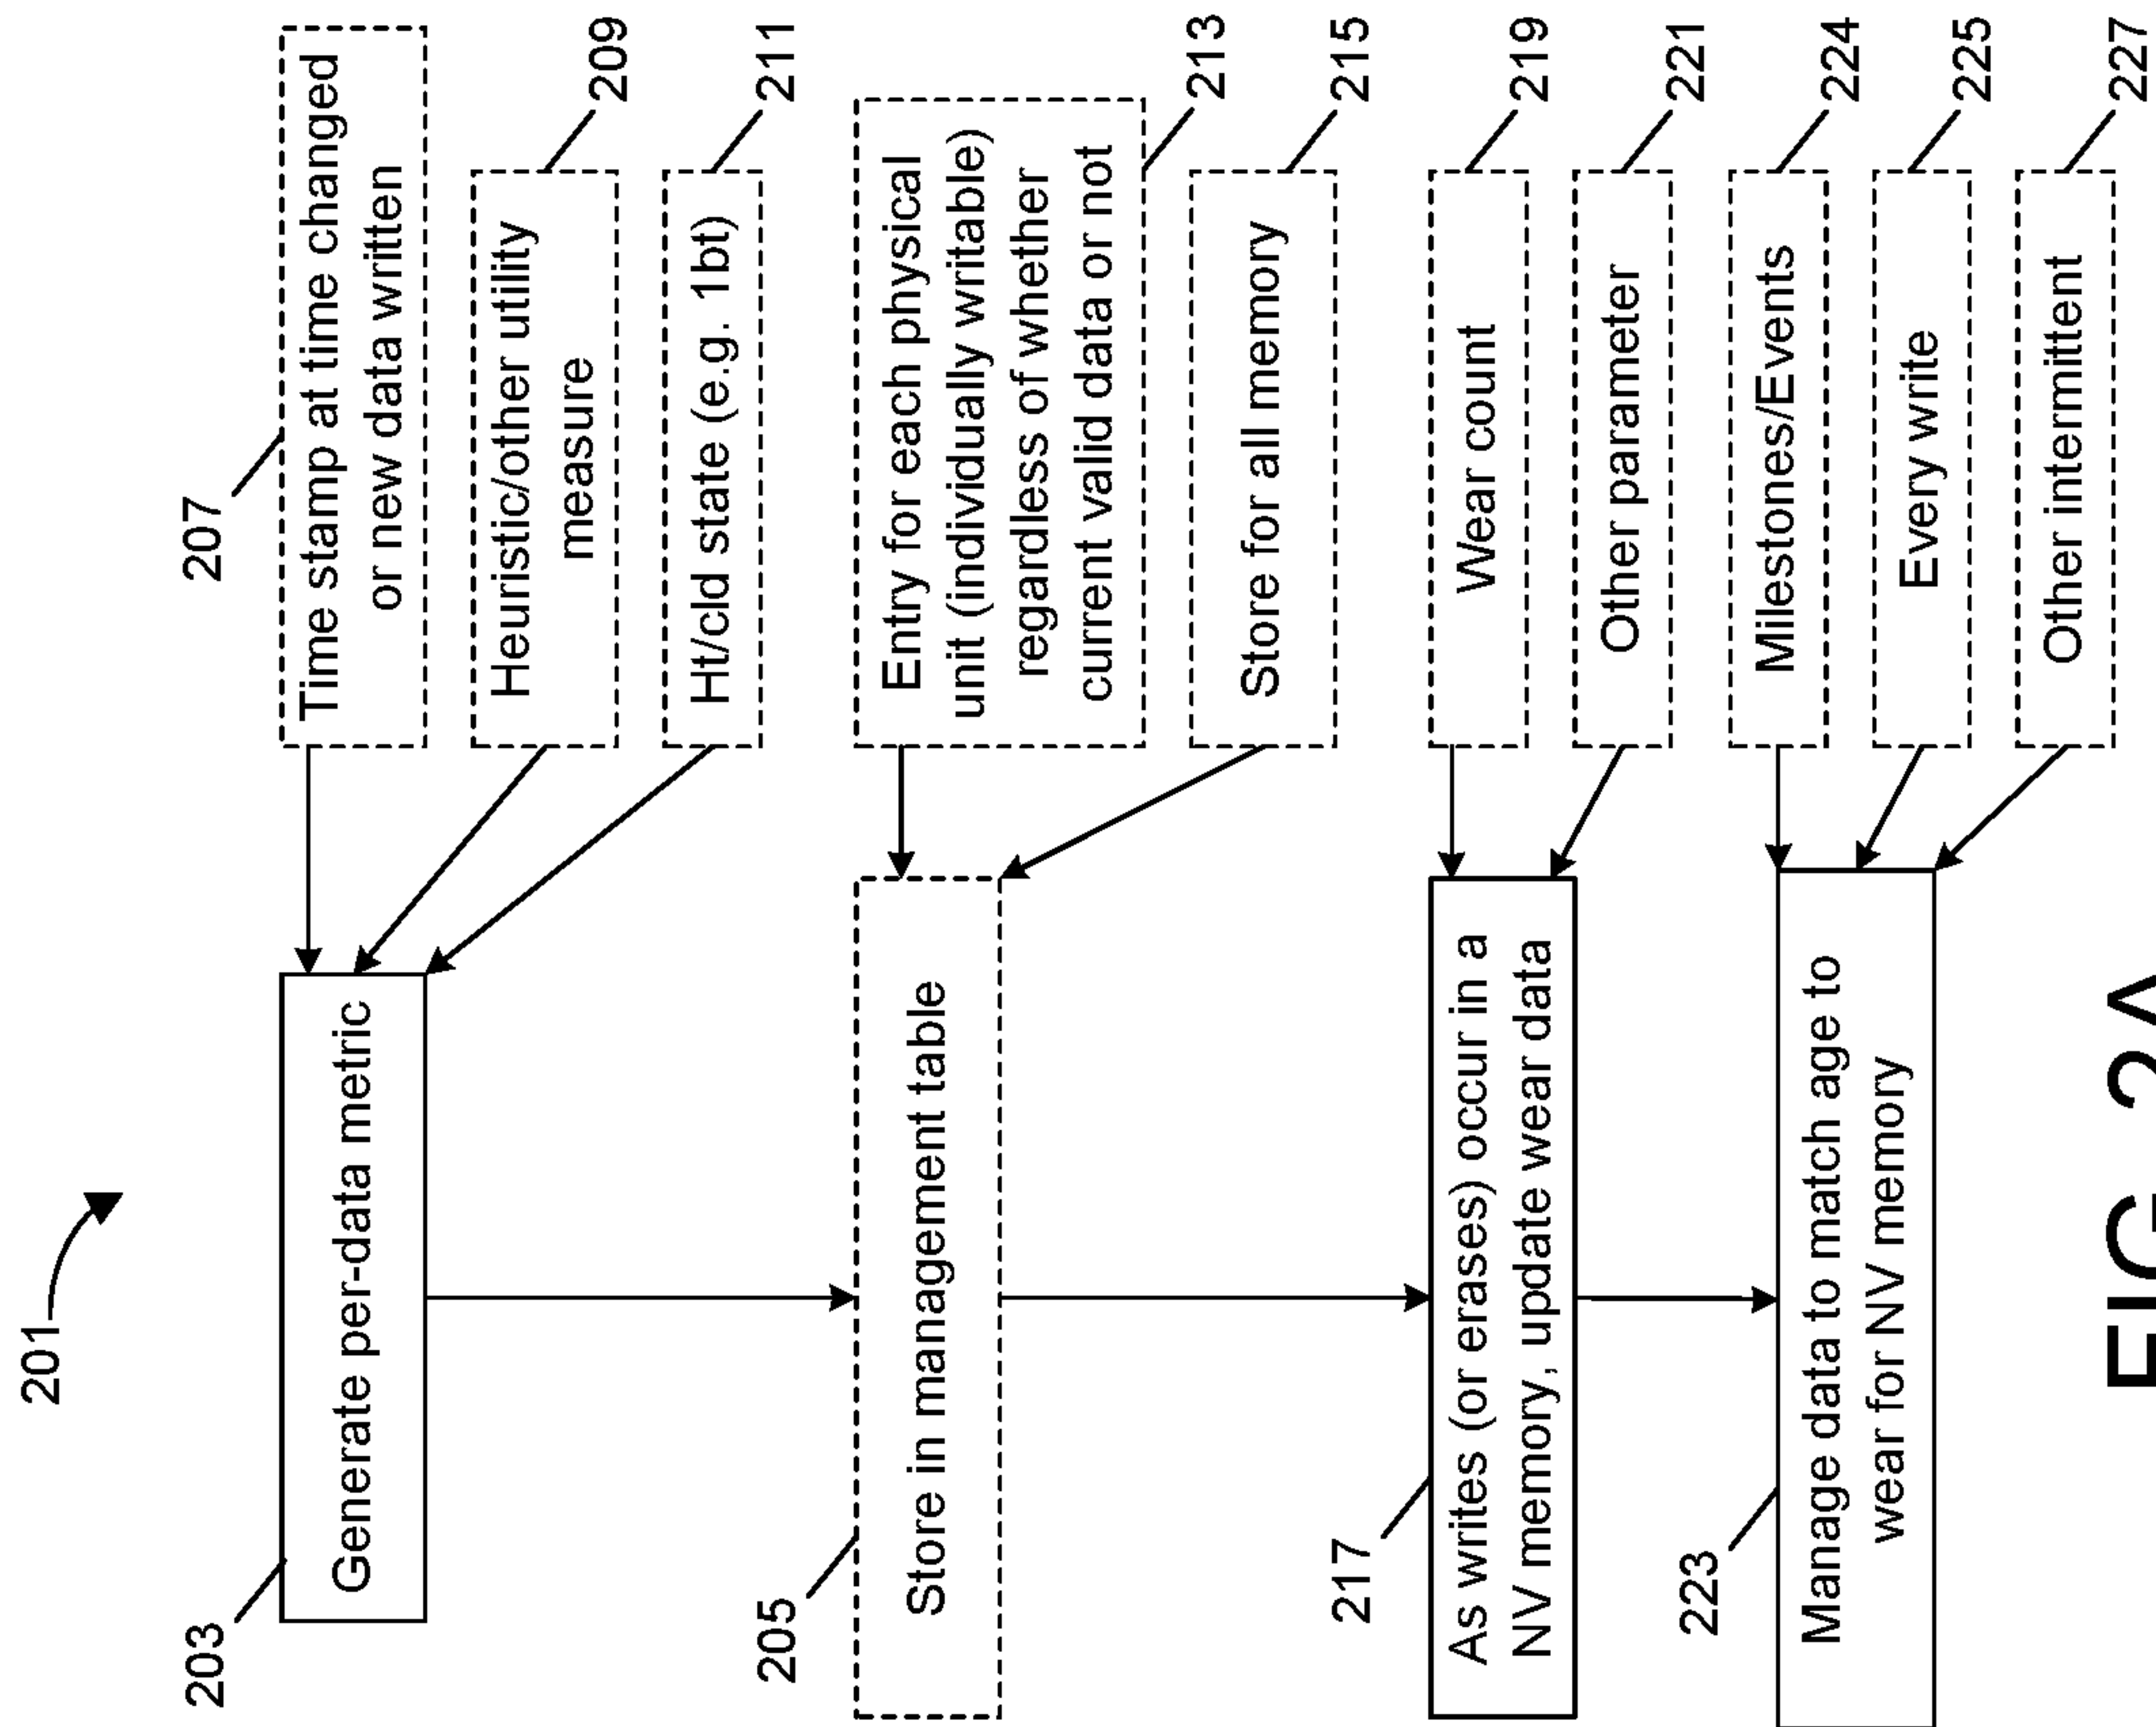 201
203
Generate per-data metric
207
Time stamp at time changed
or new data written
Heuristic/other utility
measure
209
Ht/cld state (e.g. 1bt)
211
205
Store in management table
Entry for each physical
unit (individually writable)
regardless of whether
current valid data or not
213
Store for all memory
215
217
As writes (or erases) occur in a
NV memory, update wear data
Wear count
219
Other parameter
221
223
Manage data to match age to
wear for NV memory
Milestones/Events
224
Every write
225
Other intermittent
227
FIG. 2A